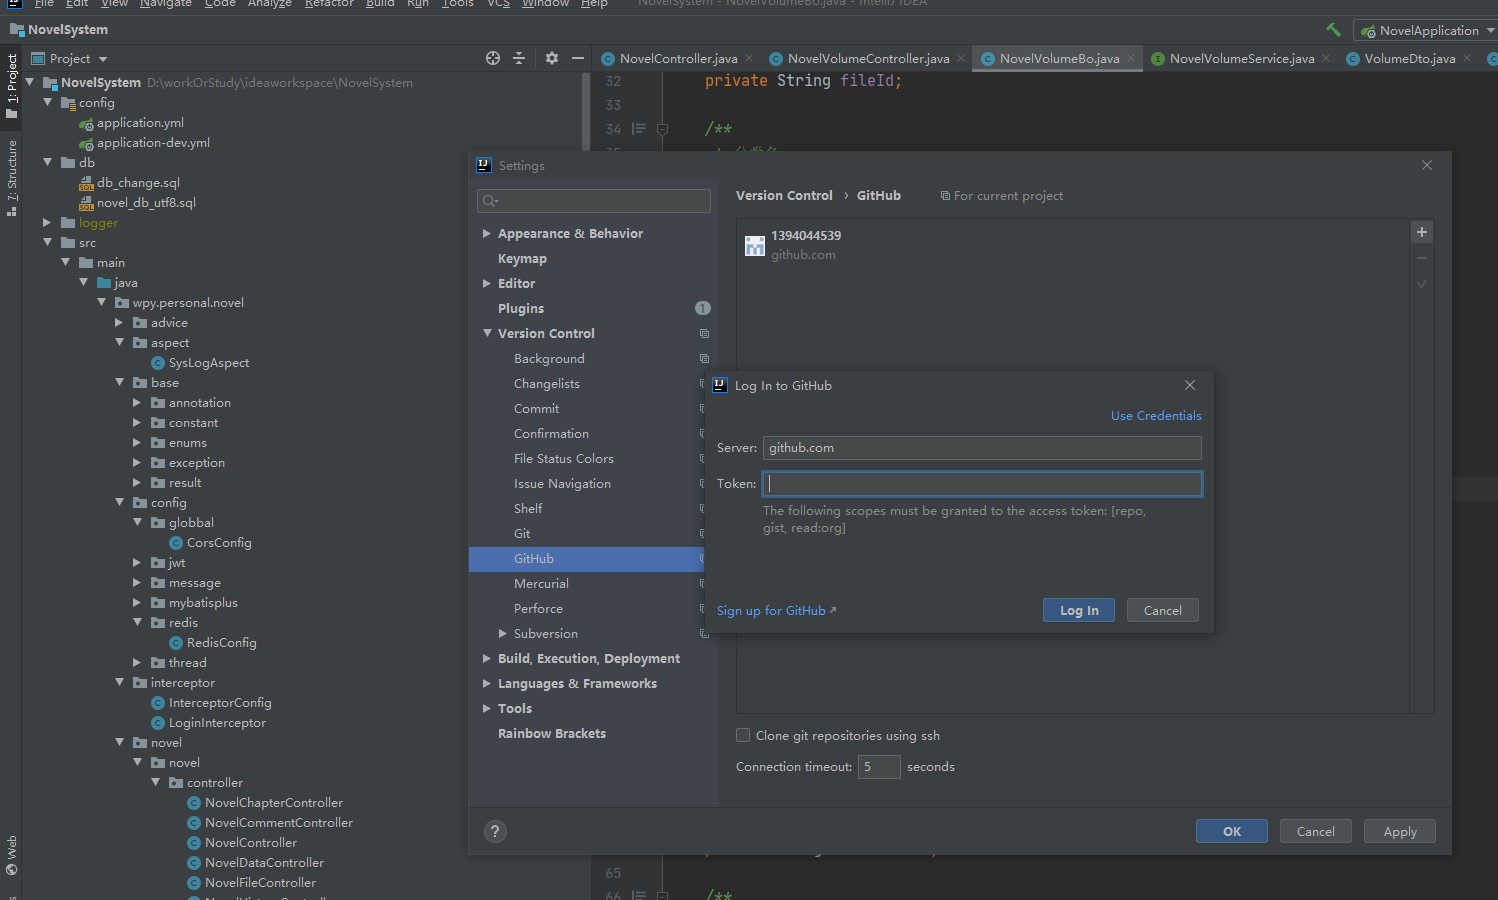 File Edit View Navigate Code Analyze Refactor Build Run Tools VCS Window Help NovelSystem - NovelVolumeBo.java - IntelliJ IDEA
NovelSystem
NovelApplication
1: Project
7: Structure
Web
Project
NovelController.java
NovelVolumeController.java
NovelVolumeBo.java
NovelVolumeService.java
VolumeDto.java
NovelSystem D:\workOrStudy\ideaworkspace\NovelSystem
config
application.yml
application-dev.yml
db
db_change.sql
novel_db_utf8.sql
logger
src
main
java
wpy.personal.novel
advice
aspect
SysLogAspect
base
annotation
constant
enums
exception
result
config
globbal
CorsConfig
jwt
message
mybatisplus
redis
RedisConfig
thread
interceptor
InterceptorConfig
LoginInterceptor
novel
novel
controller
NovelChapterController
NovelCommentController
NovelController
NovelDataController
NovelFileController
32 private String fileId;
33
34 /**
Settings
Appearance & Behavior
Keymap
Editor
Plugins 1
Version Control
Background
Changelists
Commit
Confirmation
File Status Colors
Issue Navigation
Shelf
Git
GitHub
Mercurial
Perforce
Subversion
Build, Execution, Deployment
Languages & Frameworks
Tools
Rainbow Brackets
Version Control › GitHub For current project
1394044539
github.com
Log In to GitHub
Use Credentials
Server: github.com
Token:
The following scopes must be granted to the access token: [repo,
gist, read:org]
Sign up for GitHub
Log In Cancel
Clone git repositories using ssh
Connection timeout: 5 seconds
? OK Cancel Apply
65
66 /**